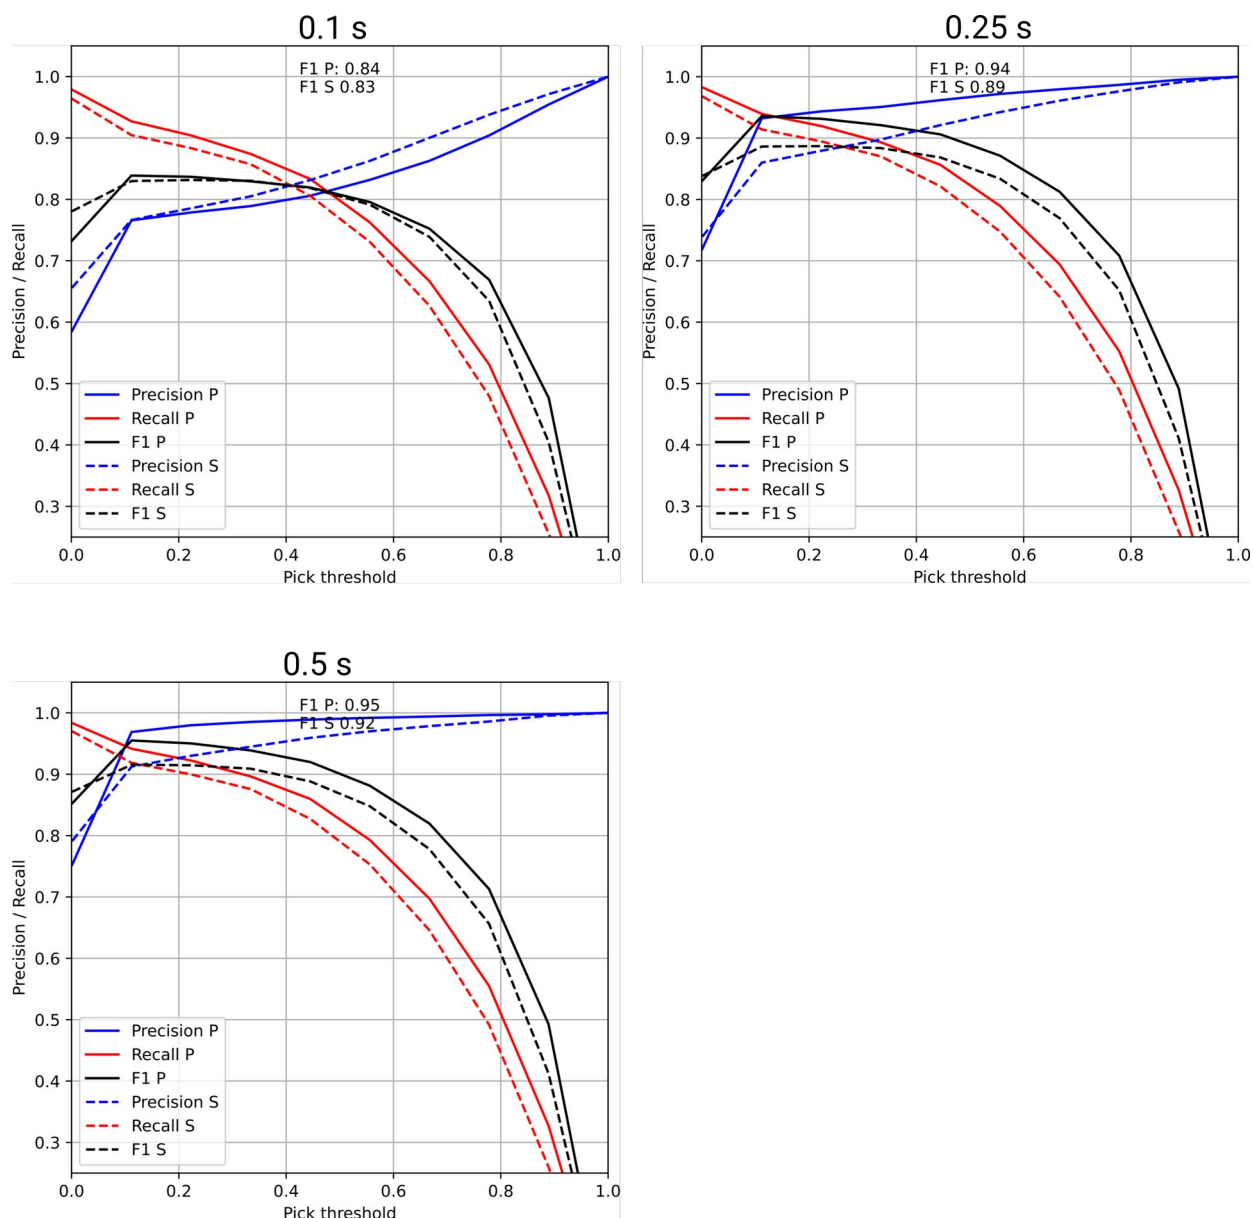 0.1 s
F1 P: 0.84
F1 S 0.83
1.0
0.9
0.8
0.7
0.6
0.5
0.4
0.3
Precision / Recall
Precision P
Recall P
F1 P
Precision S
Recall S
F1 S
0.0 0.2 0.4 0.6 0.8 1.0
Pick threshold
0.25 s
F1 P: 0.94
F1 S 0.89
1.0
0.9
0.8
0.7
0.6
0.5
0.4
0.3
Precision / Recall
Precision P
Recall P
F1 P
Precision S
Recall S
F1 S
0.0 0.2 0.4 0.6 0.8 1.0
Pick threshold
0.5 s
F1 P: 0.95
F1 S 0.92
1.0
0.9
0.8
0.7
0.6
0.5
0.4
0.3
Precision / Recall
Precision P
Recall P
F1 P
Precision S
Recall S
F1 S
0.0 0.2 0.4 0.6 0.8 1.0
Pick threshold